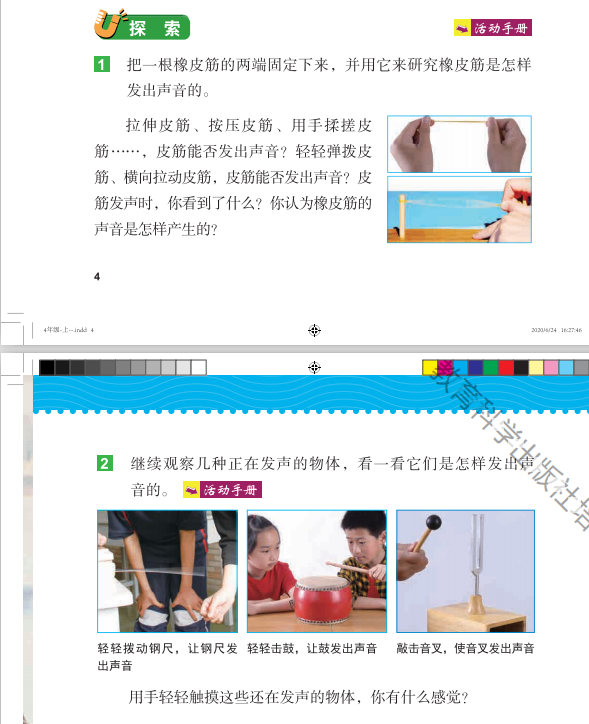 探 索
活动手册
1 把一根橡皮筋的两端固定下来，并用它来研究橡皮筋是怎样
发出声音的。
拉伸皮筋、按压皮筋、用手揉搓皮
筋……，皮筋能否发出声音？轻轻弹拨皮
筋、横向拉动皮筋，皮筋能否发出声音？皮
筋发声时，你看到了什么？你认为橡皮筋的
声音是怎样产生的？
4
4年级-上--.indd 4
2020/6/24 16:27:46
教育科学出版社培
2 继续观察几种正在发声的物体，看一看它们是怎样发出声
音的。 活动手册
轻轻拨动钢尺，让钢尺发
出声音
轻轻击鼓，让鼓发出声音
敲击音叉，使音叉发出声音
用手轻轻触摸这些还在发声的物体，你有什么感觉？